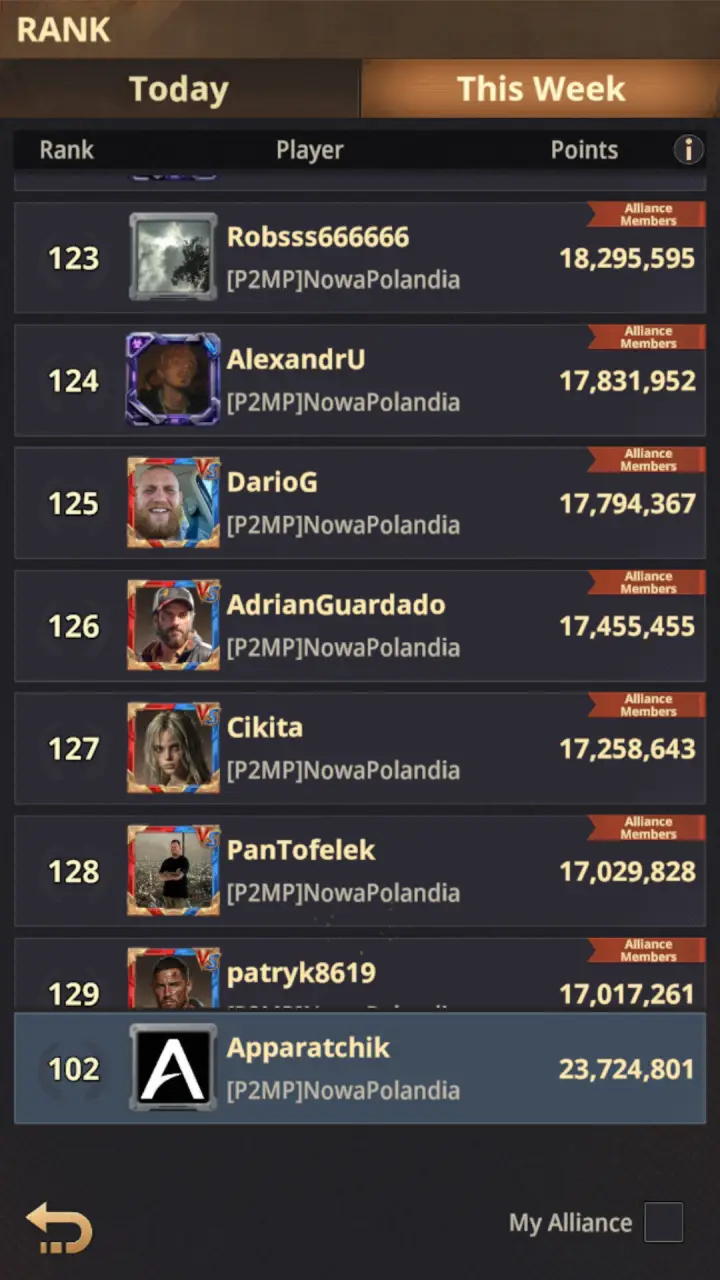 RANK
Today
This Week
Rank
Player
Points
i
Alliance
Members
123
Robsss666666
[P2MP]NowaPolandia
18,295,595
Alliance
Members
124
AlexandrU
[P2MP]NowaPolandia
17,831,952
Alliance
Members
125
DarioG
[P2MP]NowaPolandia
17,794,367
Alliance
Members
126
AdrianGuardado
[P2MP]NowaPolandia
17,455,455
Alliance
Members
127
Cikita
[P2MP]NowaPolandia
17,258,643
Alliance
Members
128
PanTofelek
[P2MP]NowaPolandia
17,029,828
Alliance
Members
129
patryk8619
17,017,261
102
Apparatchik
[P2MP]NowaPolandia
23,724,801
My Alliance